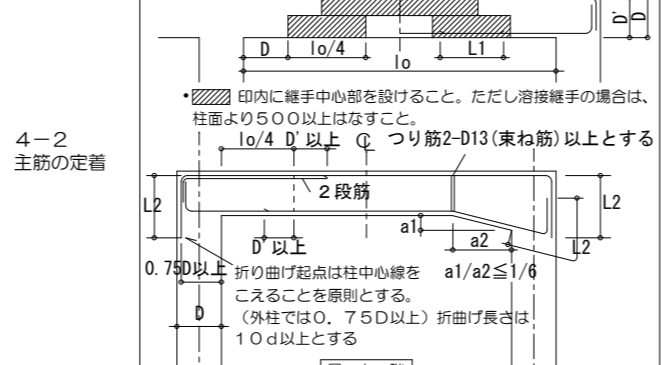 D' D
D lo/4 L1
lo
・印内に継手中心部を設けること。ただし溶接継手の場合は、
柱面より５００以上はなすこと。
４−２
主筋の定着
lo/4 D'以上 ℄ つり筋2-D13(束ね筋)以上とする
２段筋
L2 L2
a1
a2 L2
D'以上
0.75D以上 折り曲げ起点は柱中心線を a1/a2≦1/6
こえることを原則とする。
D （外柱では０．７５D以上）折曲げ長さは
１０ｄ以上とする